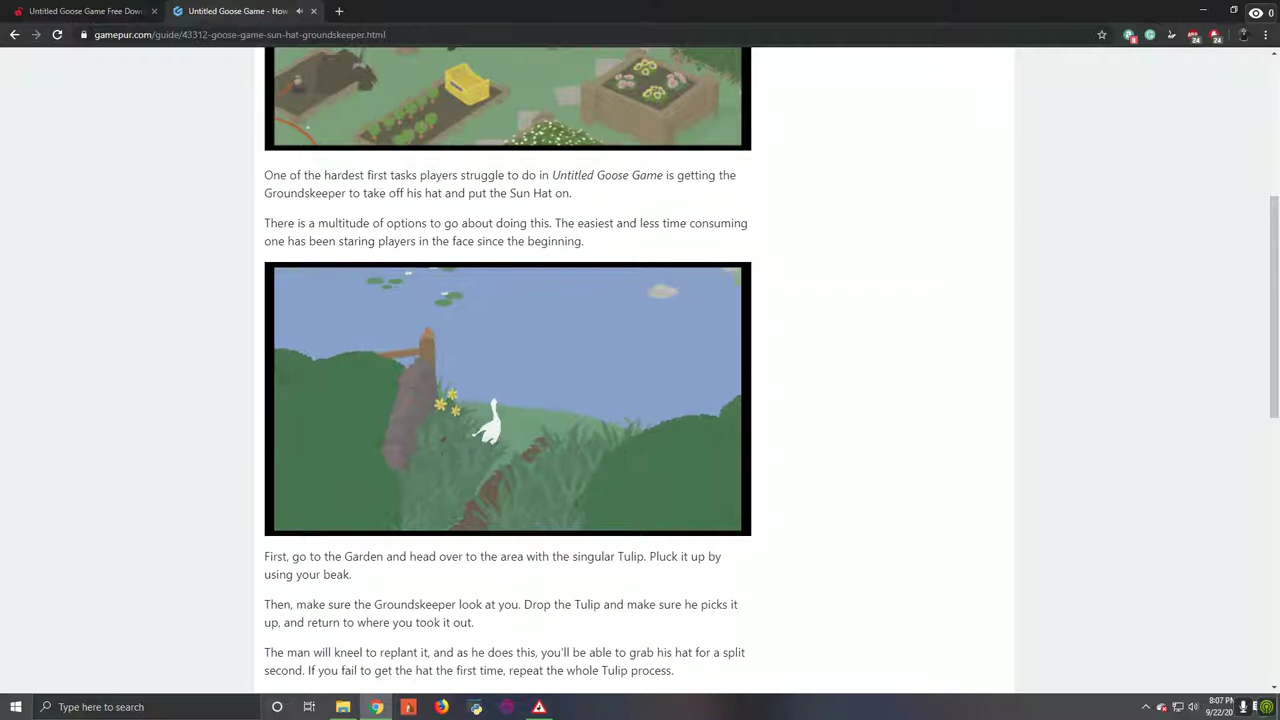 Untitled Goose Game Free Dow
Untitled Goose Game - How
gamepur.com/guide/43312-goose-game-sun-hat-groundskeeper.html
0
One of the hardest first tasks players struggle to do in Untitled Goose Game is getting the
Groundskeeper to take off his hat and put the Sun Hat on.
There is a multitude of options to go about doing this. The easiest and less time consuming
one has been staring players in the face since the beginning.
First, go to the Garden and head over to the area with the singular Tulip. Pluck it up by
using your beak.
Then, make sure the Groundskeeper look at you. Drop the Tulip and make sure he picks it
up, and return to where you took it out.
The man will kneel to replant it, and as he does this, you'll be able to grab his hat for a split
second. If you fail to get the hat the first time, repeat the whole Tulip process.
Type here to search
8:07 PM
9/22/20